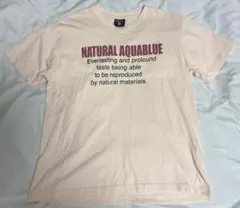 NATURAL AQUABLUE
Everlasting and profound
taste being able
to be reproduced
by natural materials.